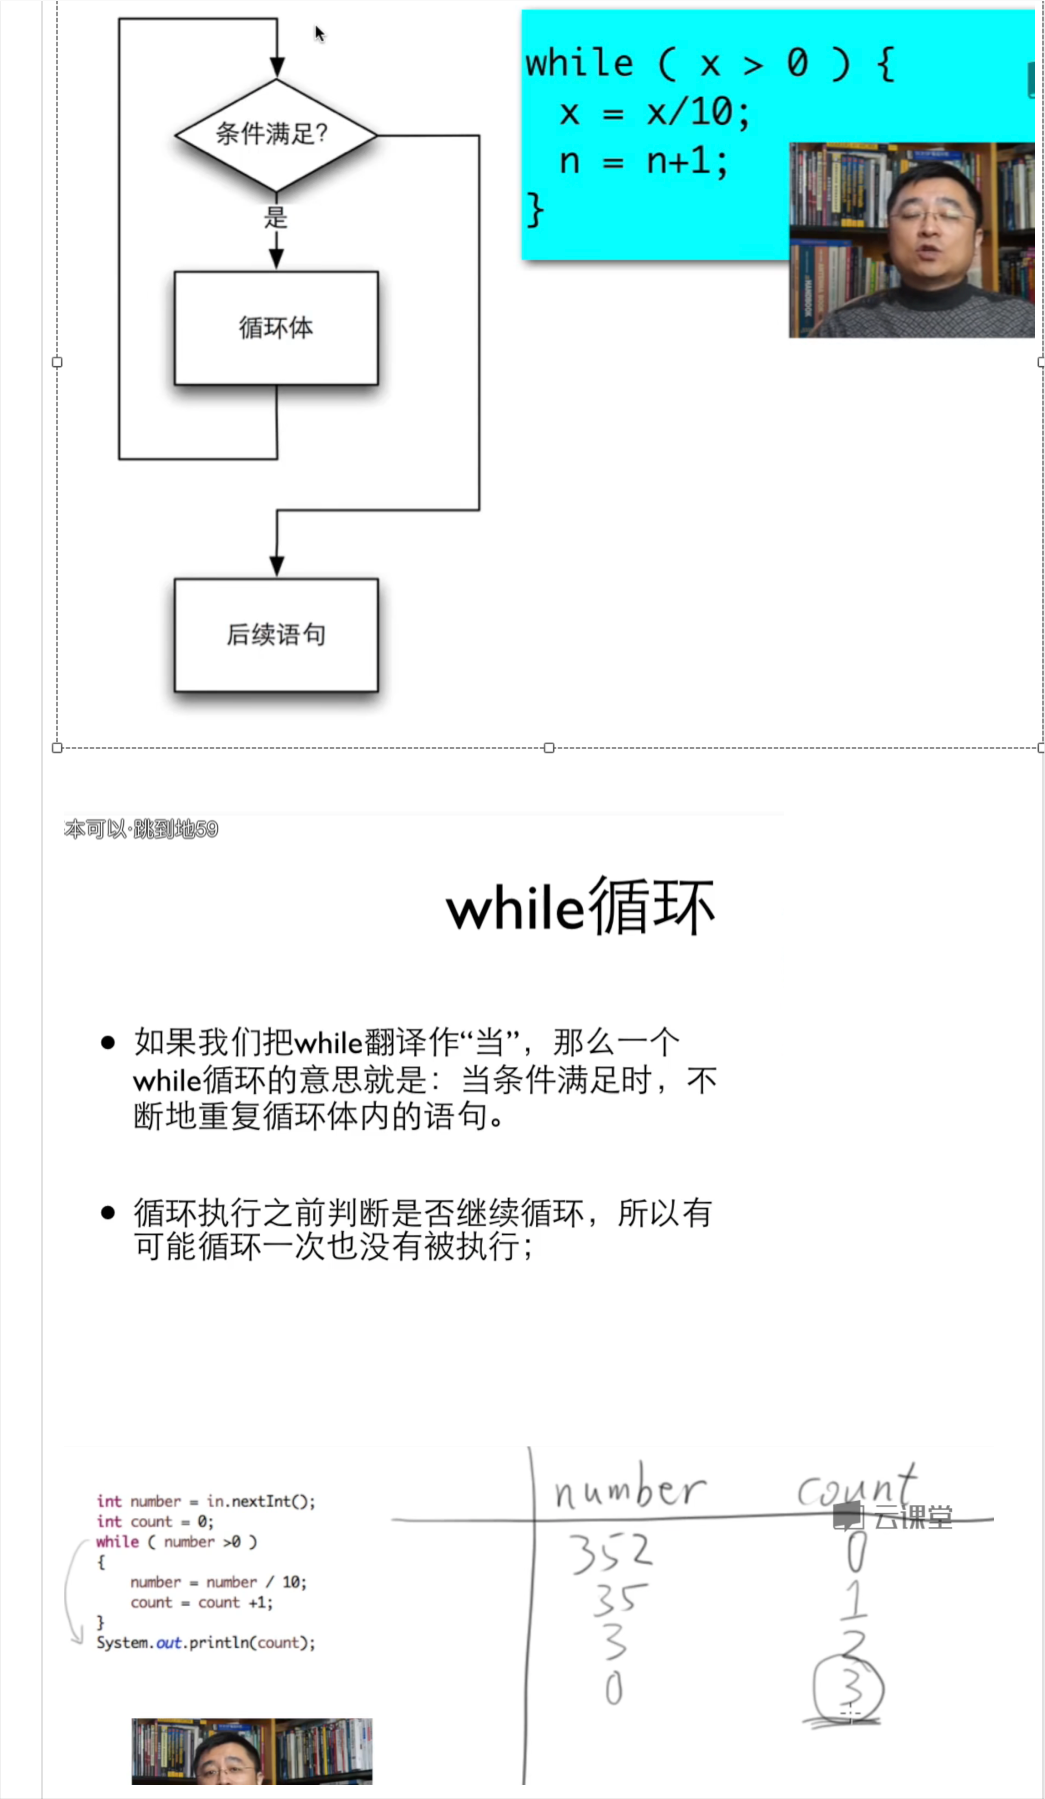 条件满足?
是
循环体
后续语句
while ( x > 0 ) {
x = x/10;
n = n+1;
}
本可以·跳到地59
while循环
如果我们把while翻译作“当”，那么一个
while循环的意思就是：当条件满足时，不
断地重复循环体内的语句。
循环执行之前判断是否继续循环，所以有
可能循环一次也没有被执行；
int number = in.nextInt();
int count = 0;
while ( number >0 )
{
number = number / 10;
count = count +1;
}
System.out.println(count);
number count
云课堂
352 0
35 1
3 2
0 3